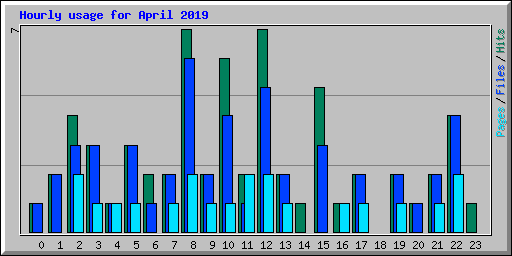 Hourly usage for April 2019
7
Pages / Files / Hits
0 1 2 3 4 5 6 7 8 9 10 11 12 13 14 15 16 17 18 19 20 21 22 23